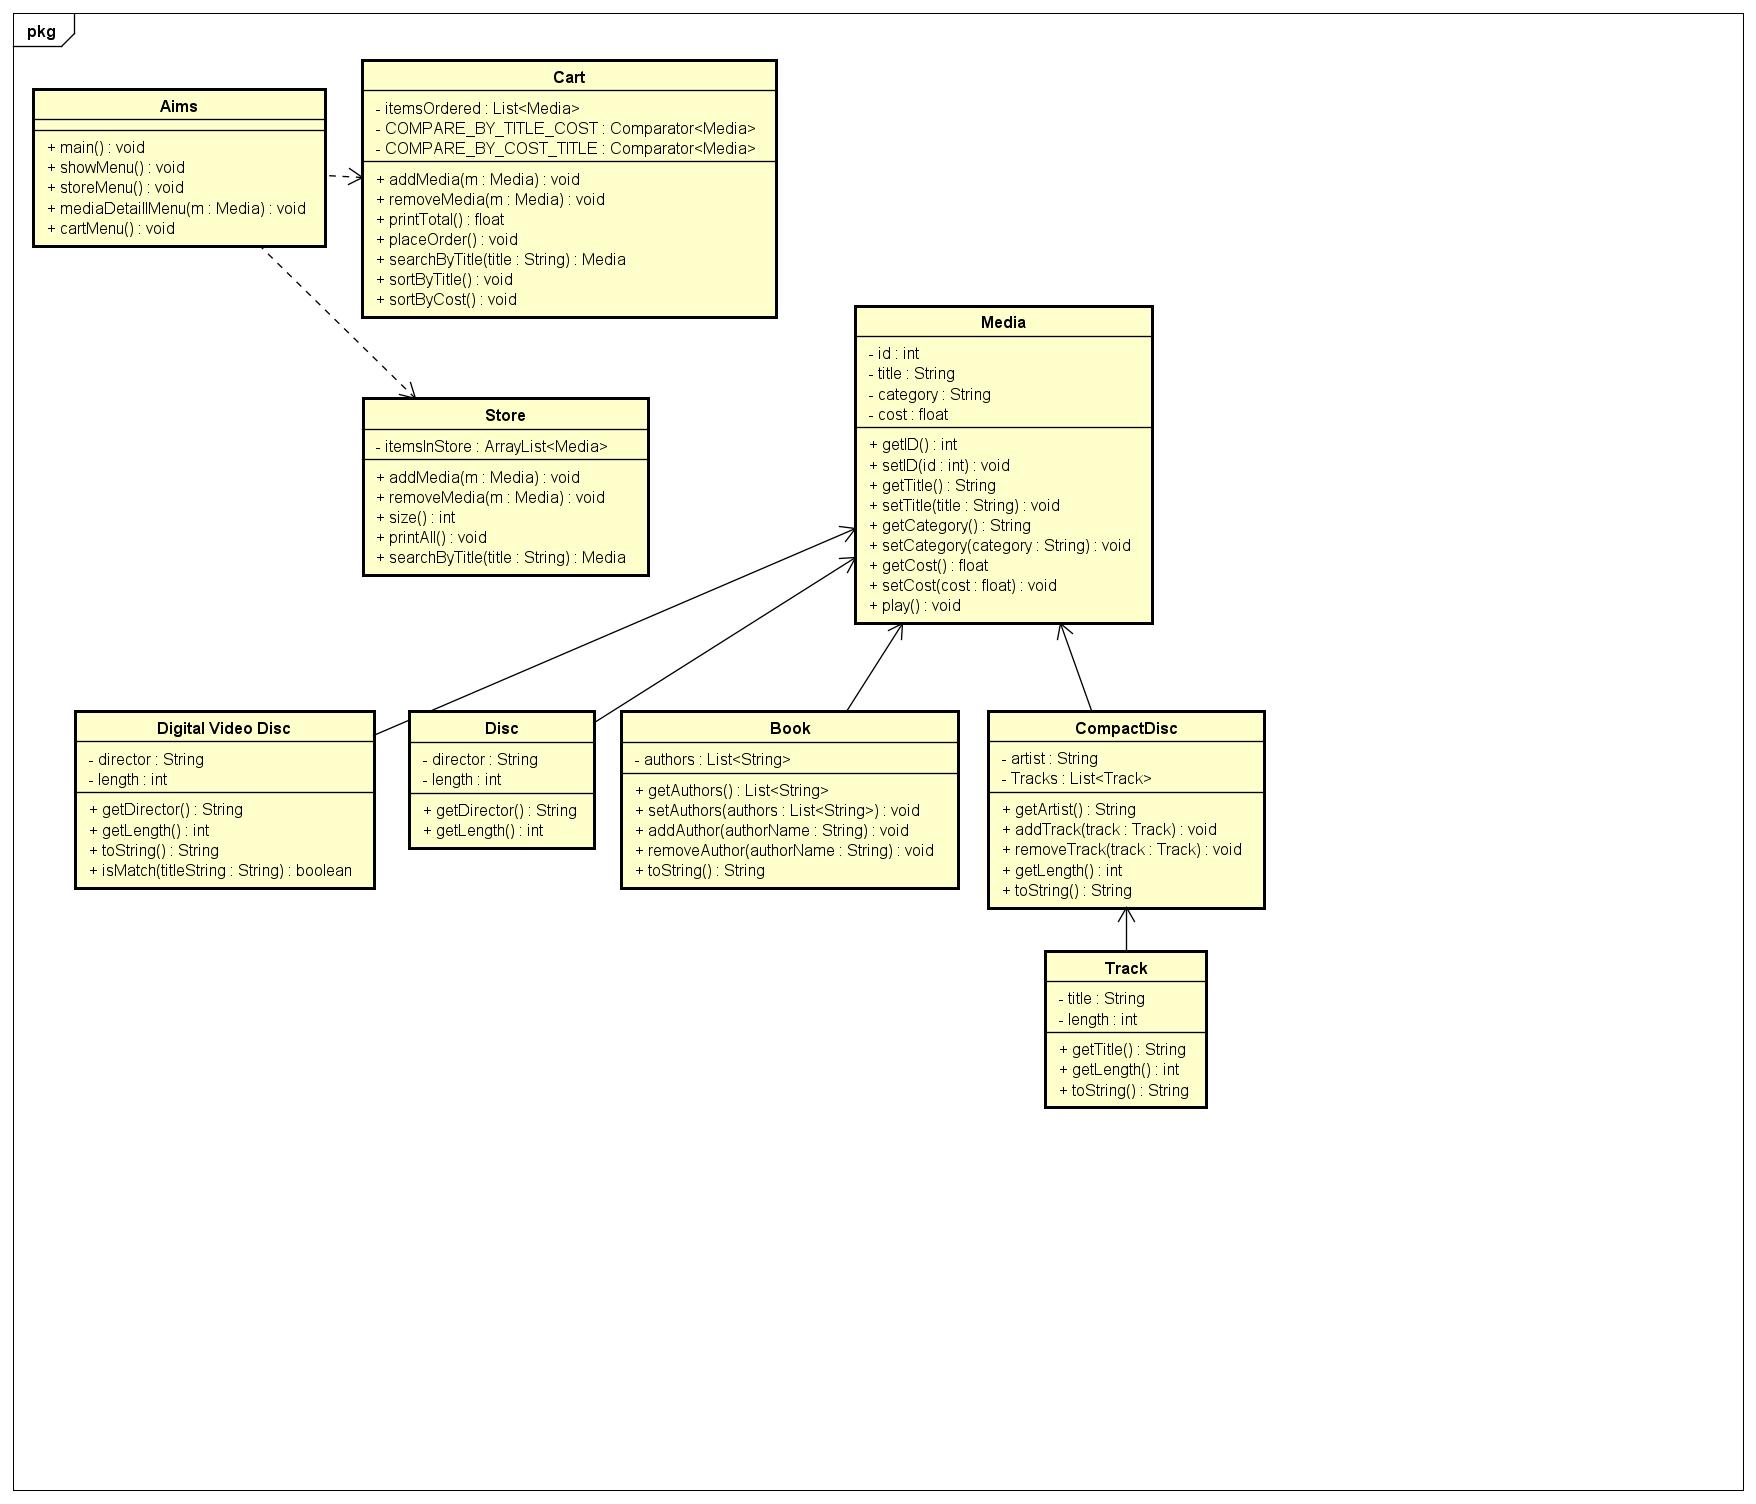 pkg
Aims
+ main() : void
+ showMenu() : void
+ storeMenu() : void
+ mediaDetaillMenu(m : Media) : void
+ cartMenu() : void
Cart
- itemsOrdered : List<Media>
- COMPARE_BY_TITLE_COST : Comparator<Media>
- COMPARE_BY_COST_TITLE : Comparator<Media>
+ addMedia(m : Media) : void
+ removeMedia(m : Media) : void
+ printTotal() : float
+ placeOrder() : void
+ searchByTitle(title : String) : Media
+ sortByTitle() : void
+ sortByCost() : void
Media
- id : int
- title : String
- category : String
- cost : float
+ getID() : int
+ setID(id : int) : void
+ getTitle() : String
+ setTitle(title : String) : void
+ getCategory() : String
+ setCategory(category : String) : void
+ getCost() : float
+ setCost(cost : float) : void
+ play() : void
Store
- itemsInStore : ArrayList<Media>
+ addMedia(m : Media) : void
+ removeMedia(m : Media) : void
+ size() : int
+ printAll() : void
+ searchByTitle(title : String) : Media
Digital Video Disc
- director : String
- length : int
+ getDirector() : String
+ getLength() : int
+ toString() : String
+ isMatch(titleString : String) : boolean
Disc
- director : String
- length : int
+ getDirector() : String
+ getLength() : int
Book
- authors : List<String>
+ getAuthors() : List<String>
+ setAuthors(authors : List<String>) : void
+ addAuthor(authorName : String) : void
+ removeAuthor(authorName : String) : void
+ toString() : String
CompactDisc
- artist : String
- Tracks : List<Track>
+ getArtist() : String
+ addTrack(track : Track) : void
+ removeTrack(track : Track) : void
+ getLength() : int
+ toString() : String
Track
- title : String
- length : int
+ getTitle() : String
+ getLength() : int
+ toString() : String